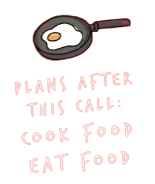 PLANS AFTER
THIS CALL:
COOK FOOD
EAT FOOD